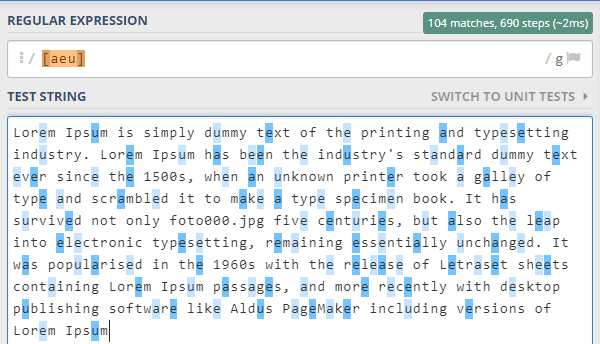 REGULAR EXPRESSION 104 matches, 690 steps (~2ms)
/ [aeu] / g
TEST STRING SWITCH TO UNIT TESTS
Lorem Ipsum is simply dummy text of the printing and typesetting
industry. Lorem Ipsum has been the industry's standard dummy text
ever since the 1500s, when an unknown printer took a galley of
type and scrambled it to make a type specimen book. It has
survived not only foto000.jpg five centuries, but also the leap
into electronic typesetting, remaining essentially unchanged. It
was popularised in the 1960s with the release of Letraset sheets
containing Lorem Ipsum passages, and more recently with desktop
publishing software like Aldus PageMaker including versions of
Lorem Ipsum